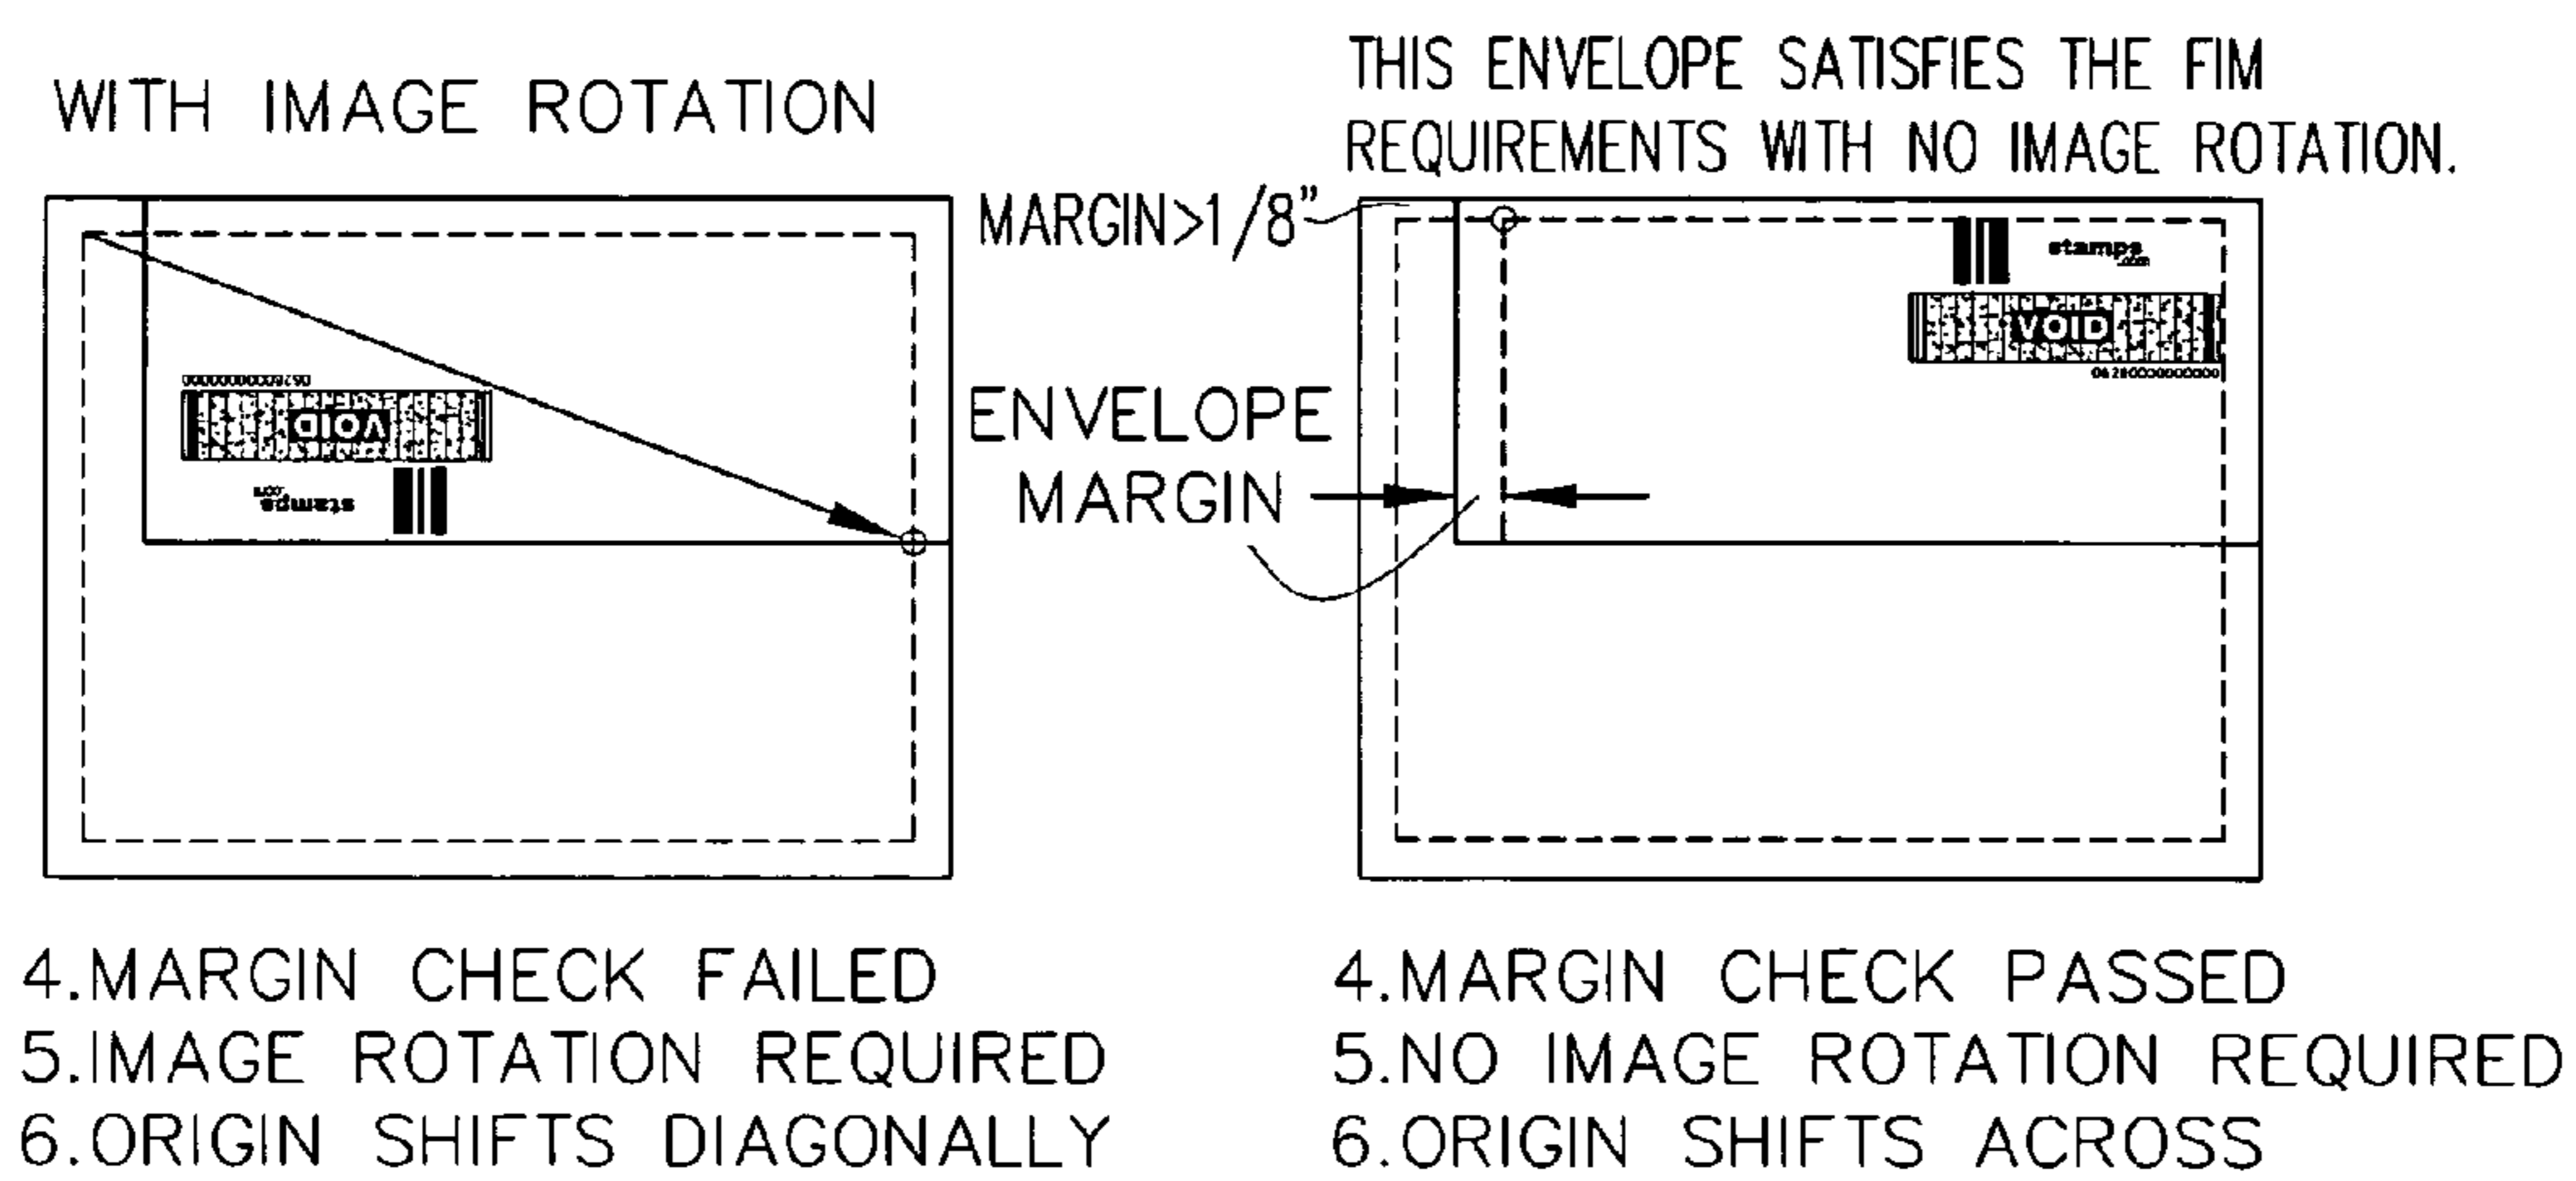 WITH IMAGE ROTATION
0628000000000
VOID
stamps
.com
4.MARGIN CHECK FAILED
5.IMAGE ROTATION REQUIRED
6.ORIGIN SHIFTS DIAGONALLY
THIS ENVELOPE SATISFIES THE FIM
REQUIREMENTS WITH NO IMAGE ROTATION.
MARGIN>1/8"
stamps
.com
VOID
0628000000000
ENVELOPE
MARGIN
4.MARGIN CHECK PASSED
5.NO IMAGE ROTATION REQUIRED
6.ORIGIN SHIFTS ACROSS